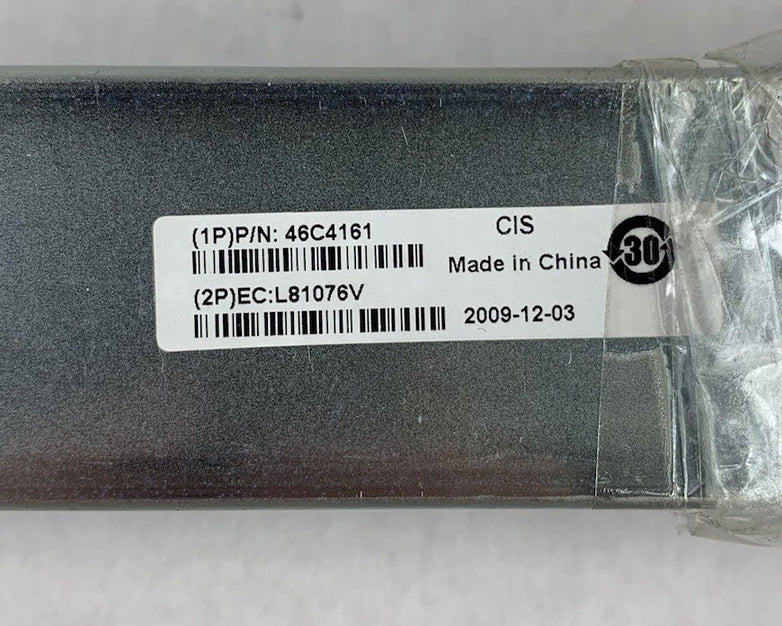 (1P)P/N: 46C4161
CIS
Made in China
30
(2P)EC:L81076V
2009-12-03